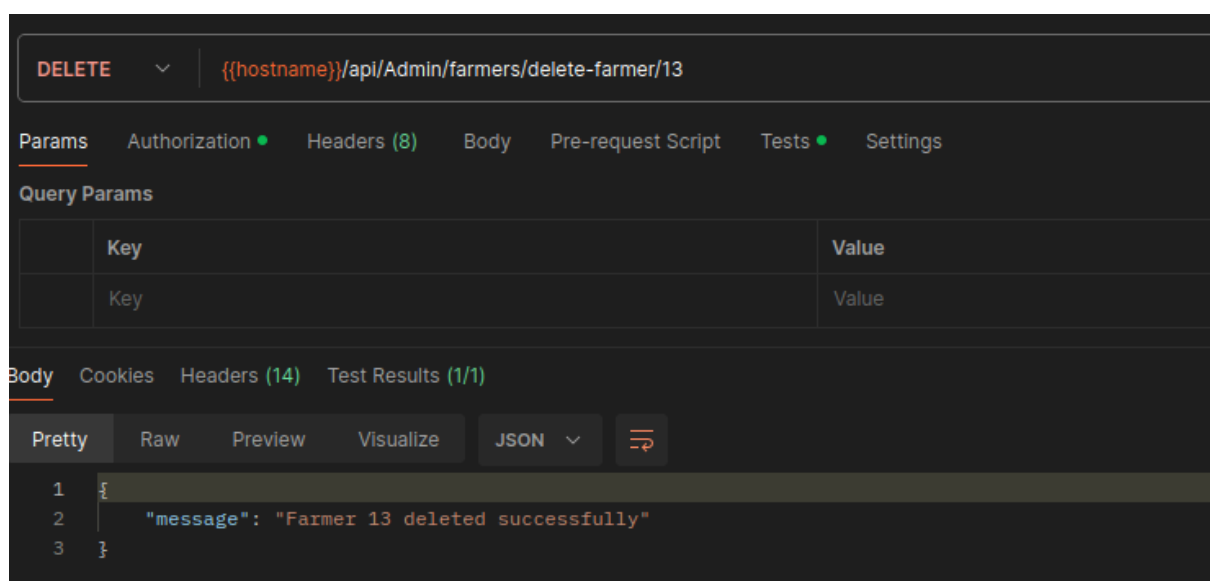 DELETE {{hostname}}/api/Admin/farmers/delete-farmer/13
Params Authorization Headers (8) Body Pre-request Script Tests Settings
Query Params
Key Value
Key Value
Body Cookies Headers (14) Test Results (1/1)
Pretty Raw Preview Visualize JSON
1 {
2 "message": "Farmer 13 deleted successfully"
3 }